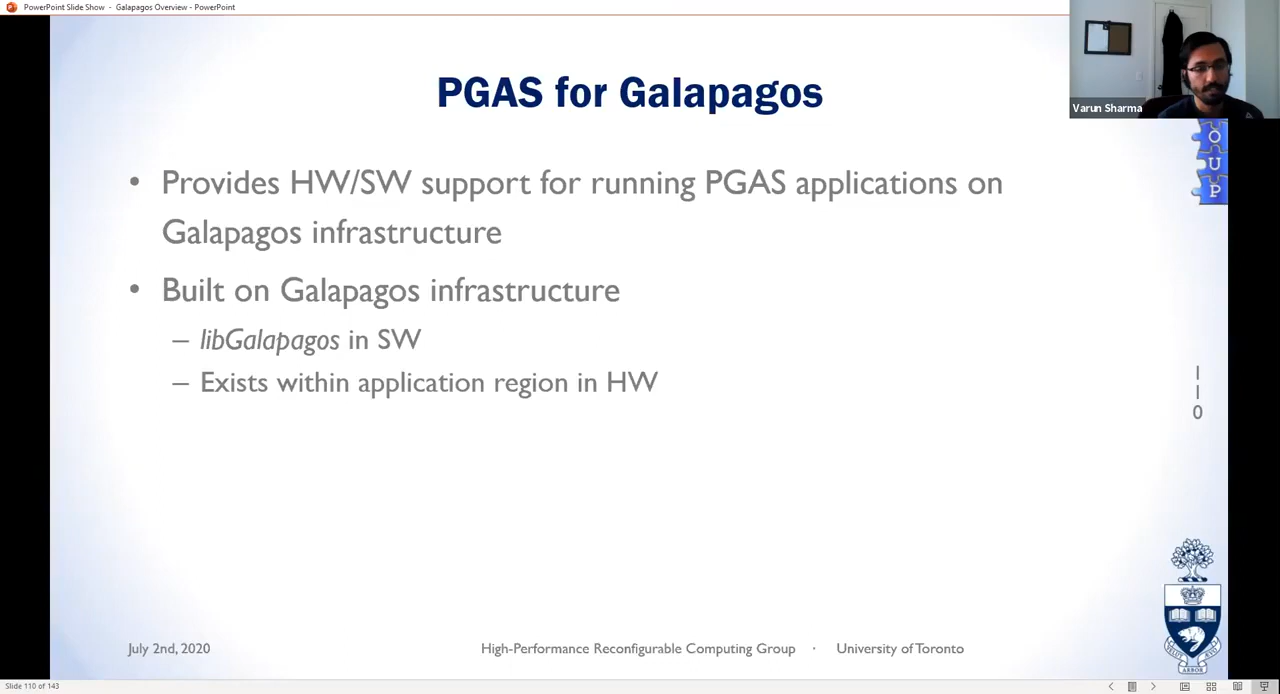 PowerPoint Slide Show - Galapagos Overview - PowerPoint
PGAS for Galapagos
Varun Sharma
O
U
P
• Provides HW/SW support for running PGAS applications on
Galapagos infrastructure
• Built on Galapagos infrastructure
– libGalapagos in SW
– Exists within application region in HW
1
1
0
July 2nd, 2020
High-Performance Reconfigurable Computing Group · University of Toronto
Slide 110 of 143